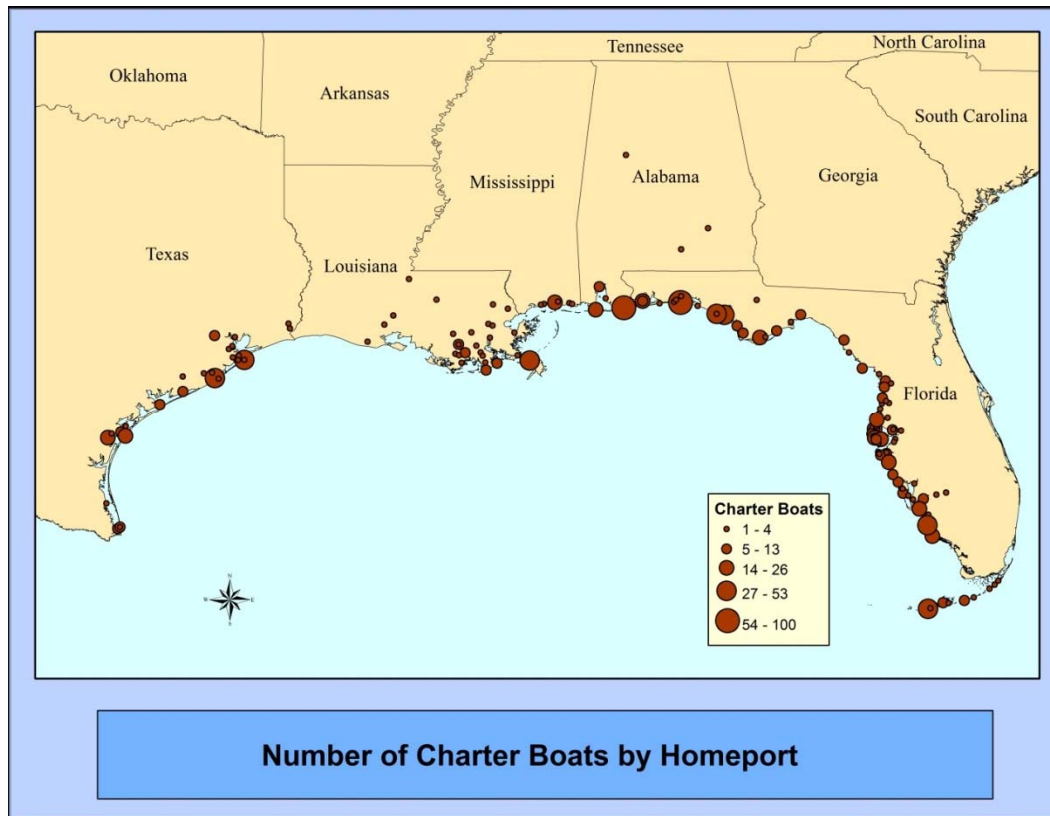 Tennessee
North Carolina
Oklahoma
Arkansas
South Carolina
Mississippi
Alabama
Georgia
Texas
Louisiana
Florida
Charter Boats
1 - 4
5 - 13
14 - 26
27 - 53
54 - 100
N
W
E
S
Number of Charter Boats by Homeport